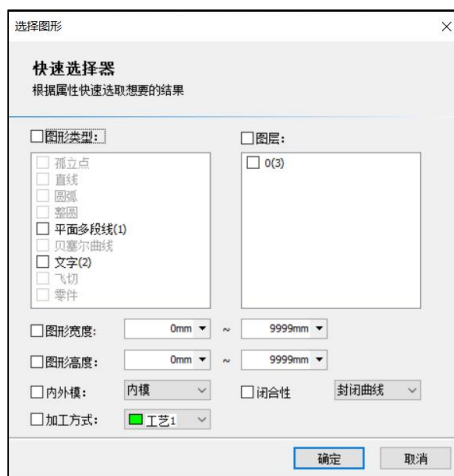 选择图形
快速选择器
根据属性快速选取想要的结果
图形类型:
图层:
孤立点
直线
圆弧
整圆
平面多段线(1)
贝塞尔曲线
文字(2)
飞切
零件
0(3)
图形宽度: 0mm ~ 9999mm
图形高度: 0mm ~ 9999mm
内外模: 内模 闭合性 封闭曲线
加工方式: 工艺1
确定 取消